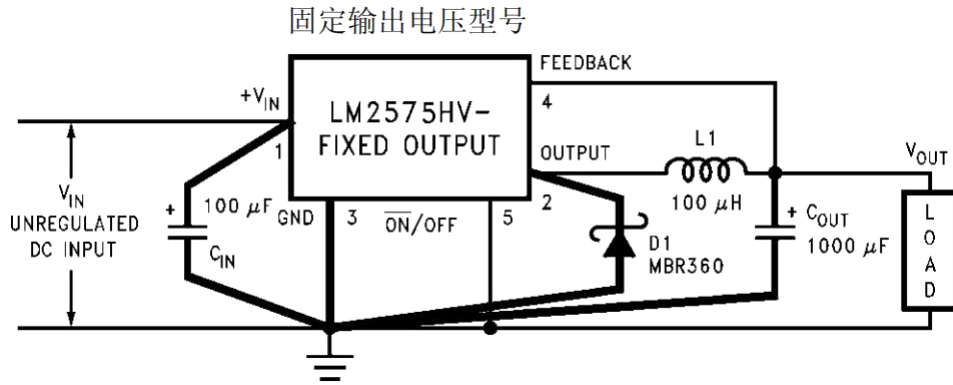 固定输出电压型号
FEEDBACK
+VIN
LM2575HV-
FIXED OUTPUT
4
1
OUTPUT
L1
VOUT
VIN
UNREGULATED
DC INPUT
+
100 μF
CIN
GND
3
ON/OFF
5
2
100 μH
D1
MBR360
+
COUT
1000 μF
LOAD